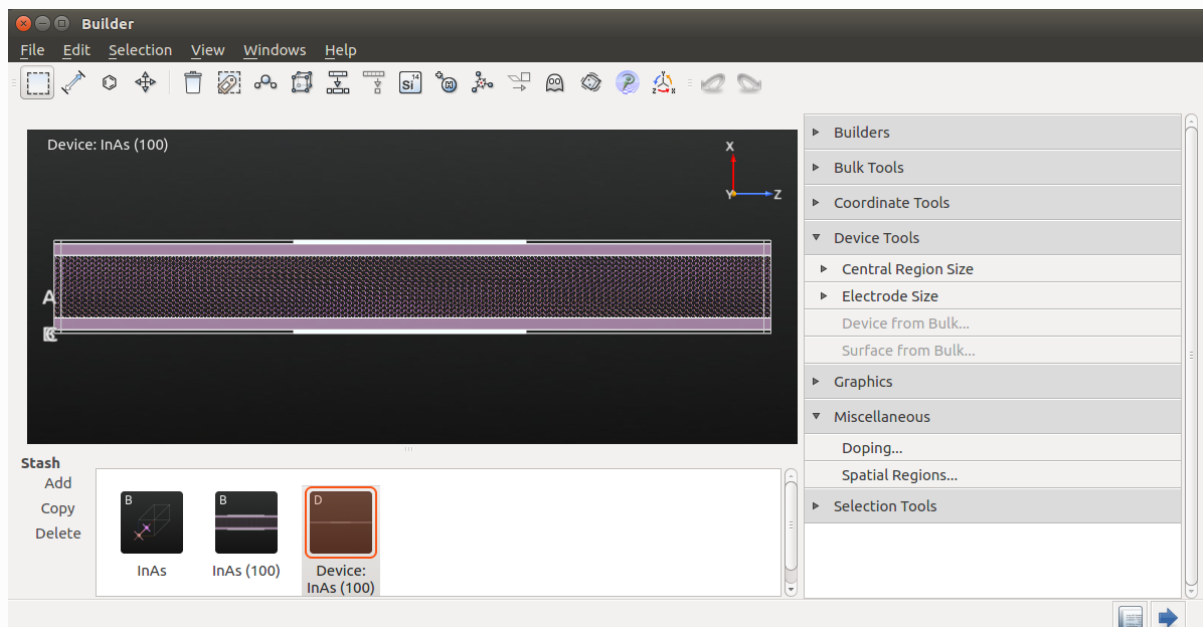 Builder
File Edit Selection View Windows Help
Si 14
Device: InAs (100)
X
Y Z
A
Builders
Bulk Tools
Coordinate Tools
Device Tools
Central Region Size
Electrode Size
Device from Bulk...
Surface from Bulk...
Graphics
Miscellaneous
Doping...
Spatial Regions...
Selection Tools
Stash
Add
Copy
Delete
B
InAs
B
InAs (100)
D
Device:
InAs (100)